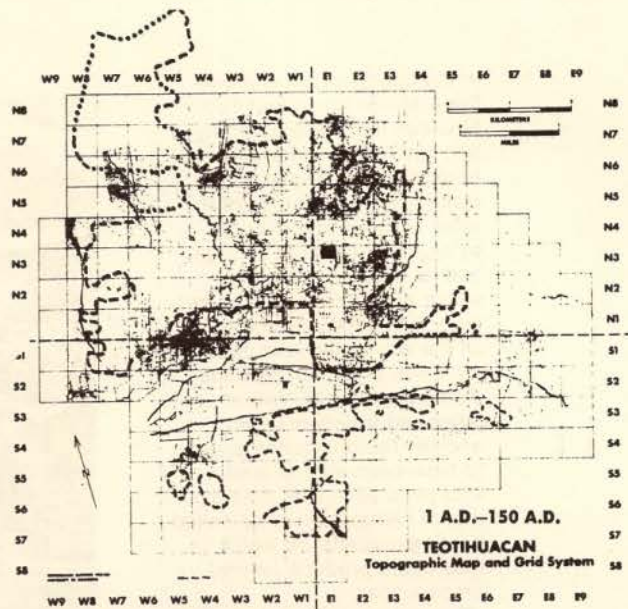 W9 W8 W7 W6 W5 W4 W3 W2 W1 E1 E2 E3 E4 E5 E6 E7 E8 E9
N8 N8
KILOMETERS
N7 N7
MILES
N6 N6
N5 N5
N4 N4
N3 N3
N2 N2
N1
S1
S2 S2
S3 S3
S4 S4
S5 S5
S6 S6
1 A.D.–150 A.D.
S7 S7
TEOTIHUACAN
Topographic Map and Grid System
S8 S8
W9 W8 W7 W6 W5 W4 W3 W2 W1 E1 E2 E3 E4 E5 E6 E7 E8 E9